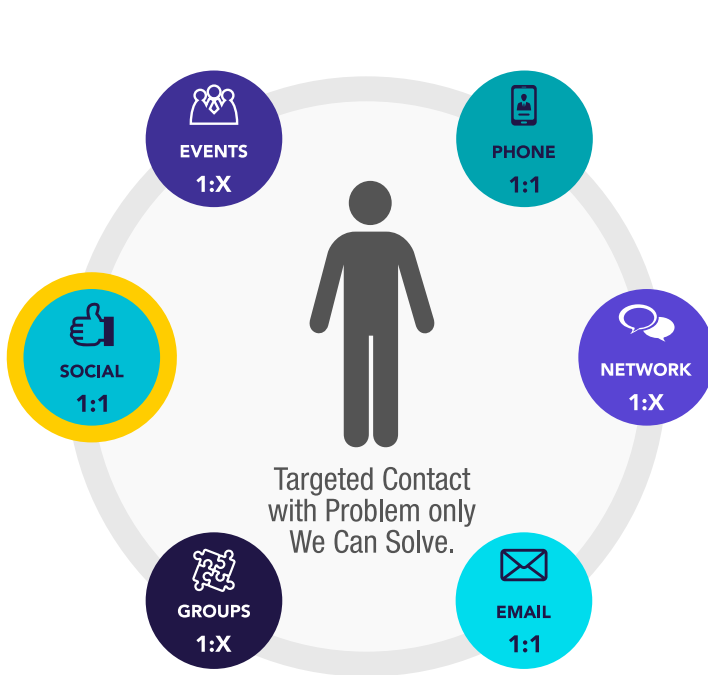 EVENTS
1:X
PHONE
1:1
SOCIAL
1:1
NETWORK
1:X
Targeted Contact
with Problem only
We Can Solve.
GROUPS
1:X
EMAIL
1:1